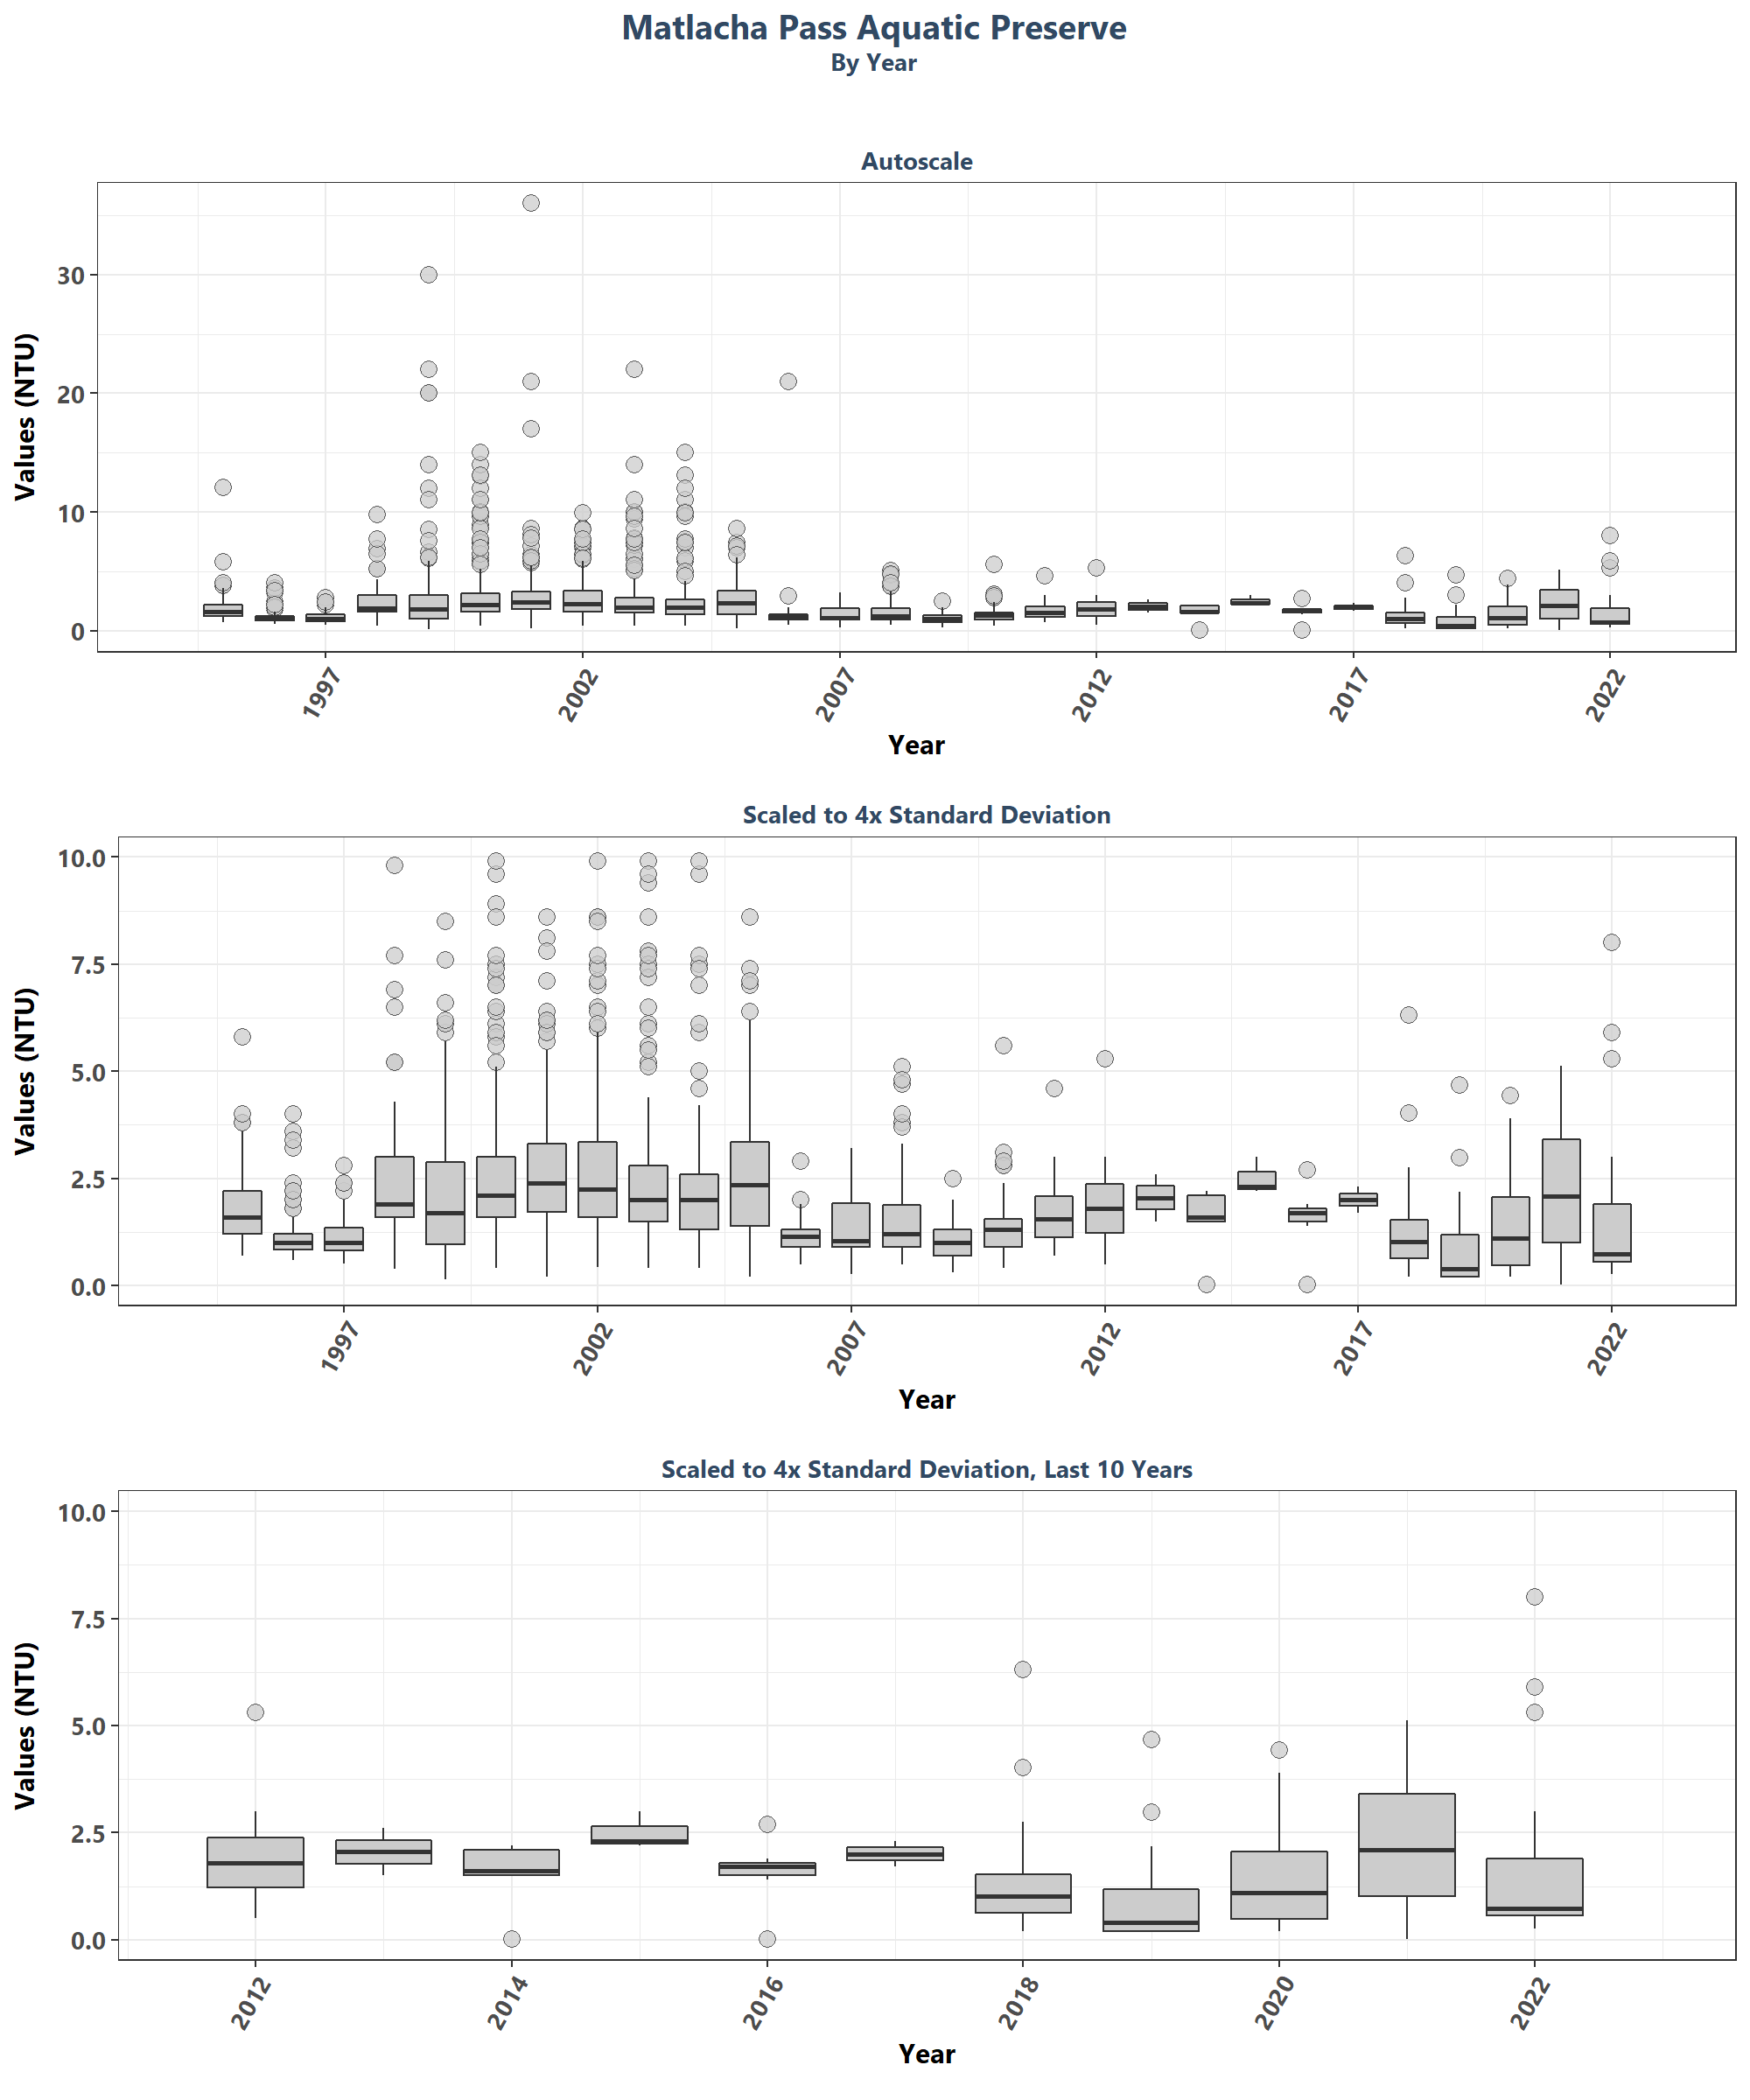 Matlacha Pass Aquatic Preserve
By Year
Autoscale
Values (NTU)
30
20
10
0
1997
2002
2007
2012
2017
2022
Year
Scaled to 4x Standard Deviation
Values (NTU)
10.0
7.5
5.0
2.5
0.0
1997
2002
2007
2012
2017
2022
Year
Scaled to 4x Standard Deviation, Last 10 Years
Values (NTU)
10.0
7.5
5.0
2.5
0.0
2012
2014
2016
2018
2020
2022
Year